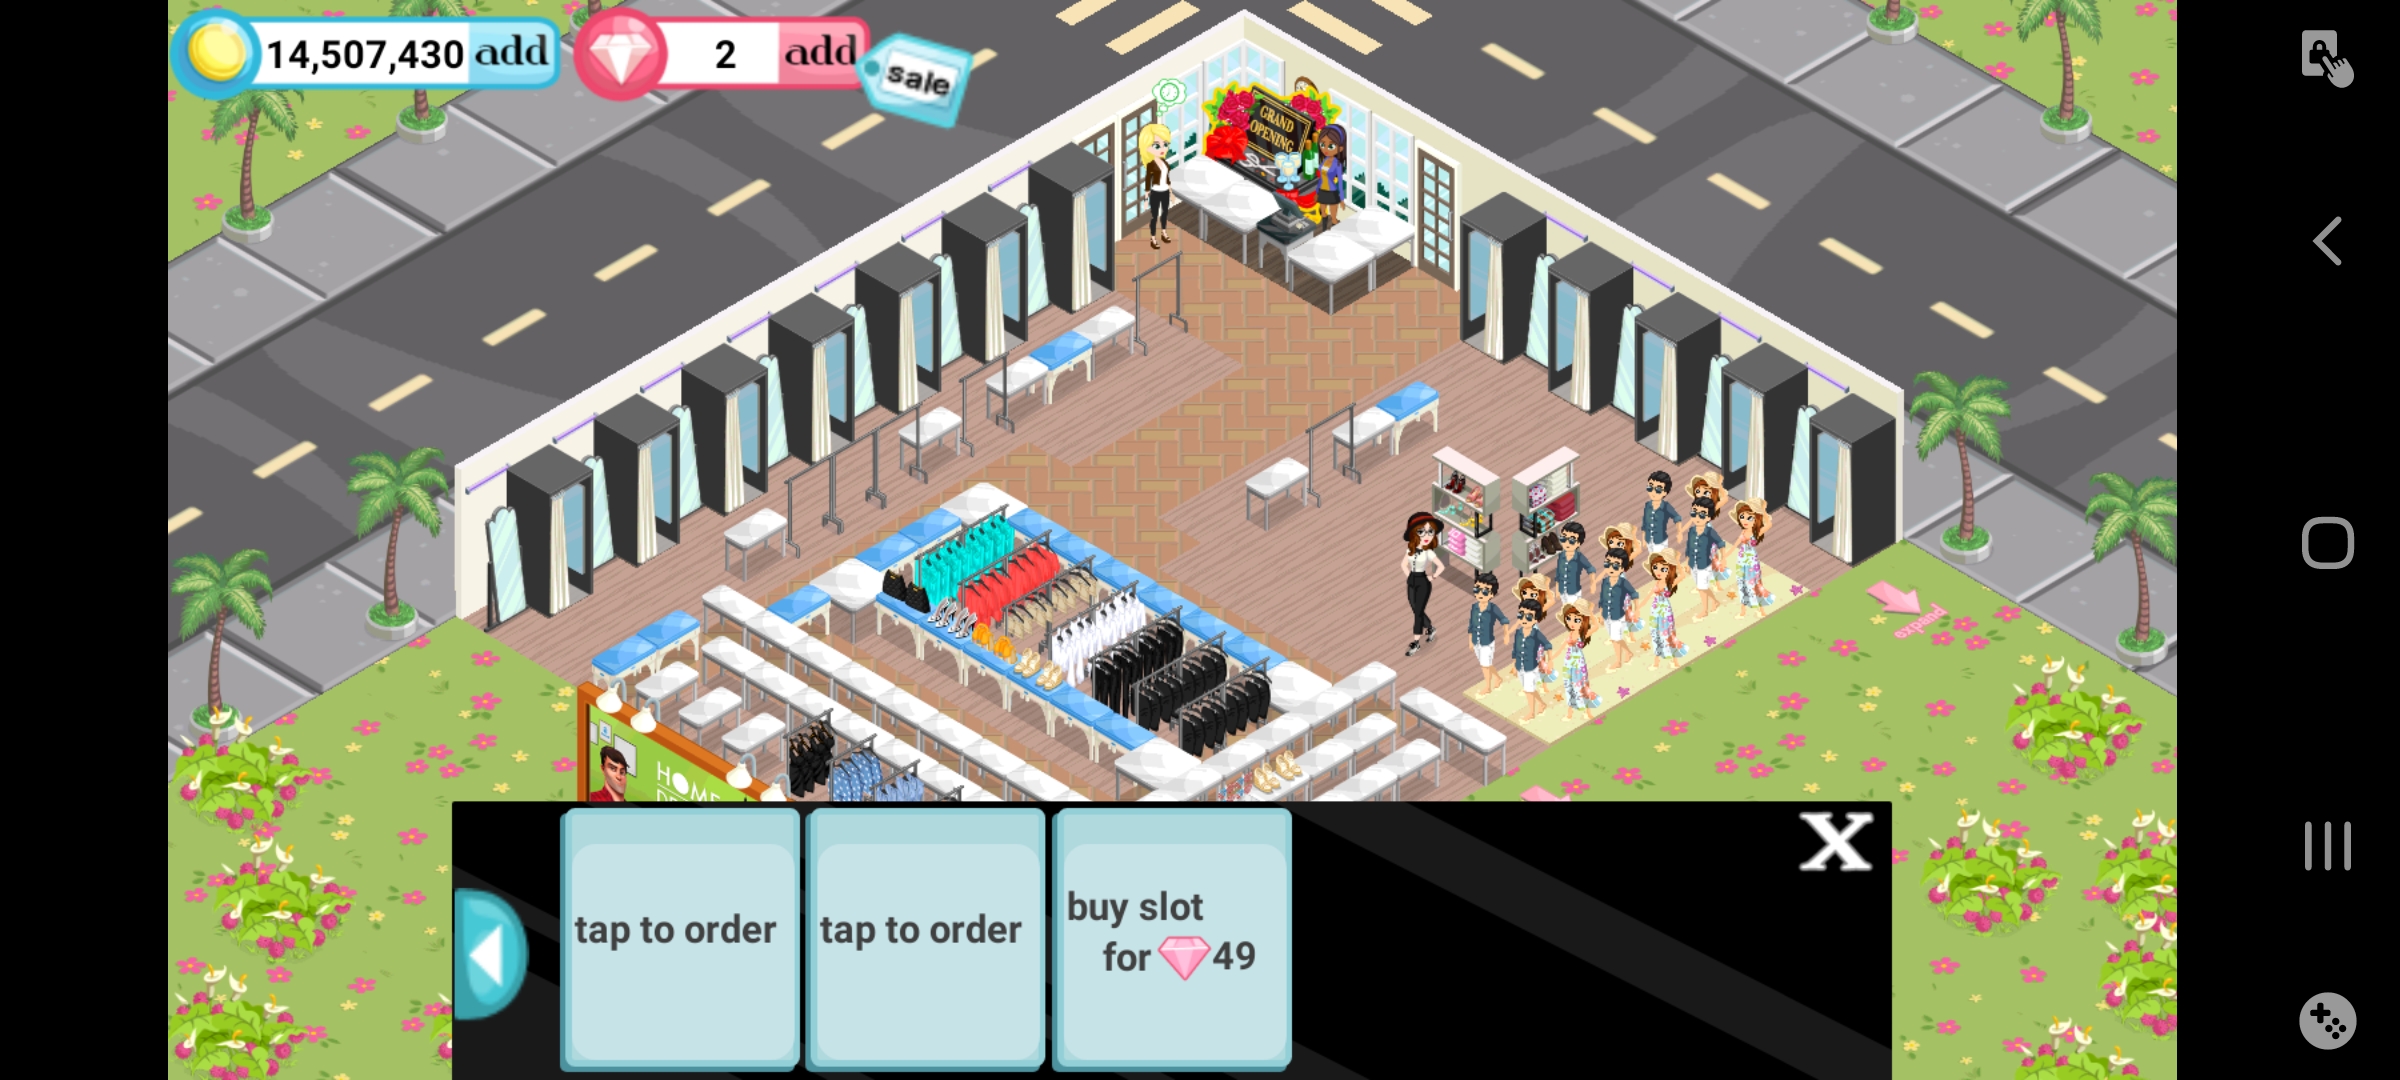 14,507,430 add
2 add
sale
GRAND
OPENING
expand
HOME
tap to order
tap to order
buy slot
for 49
X